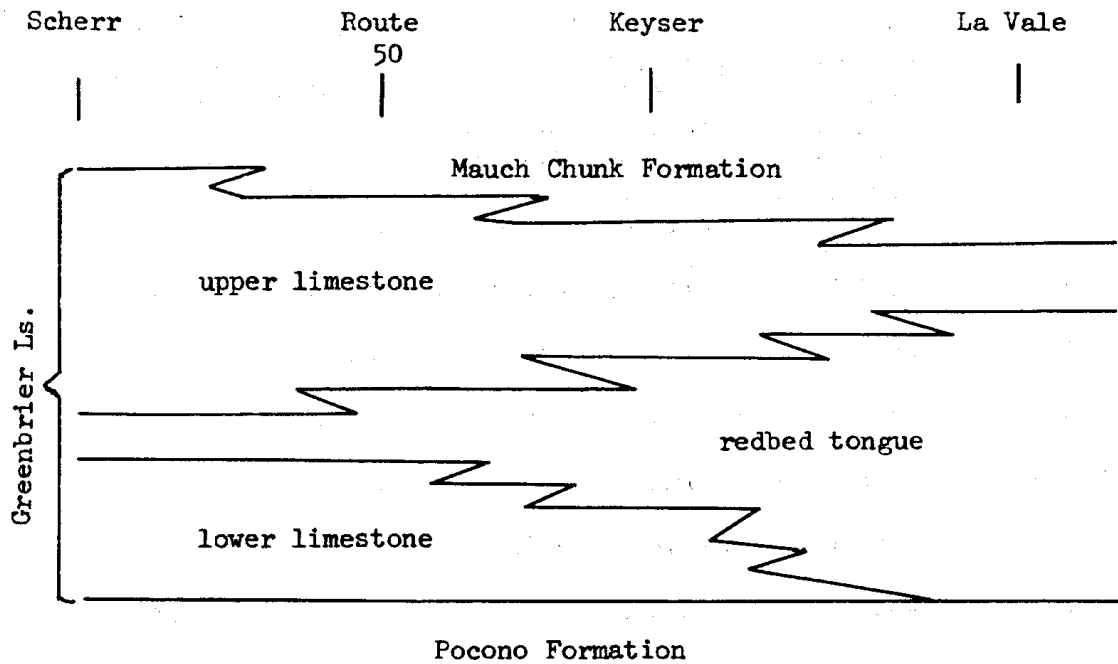 Scherr Route 50 Keyser La Vale
Mauch Chunk Formation
upper limestone
Greenbrier Ls.
redbed tongue
lower limestone
Pocono Formation